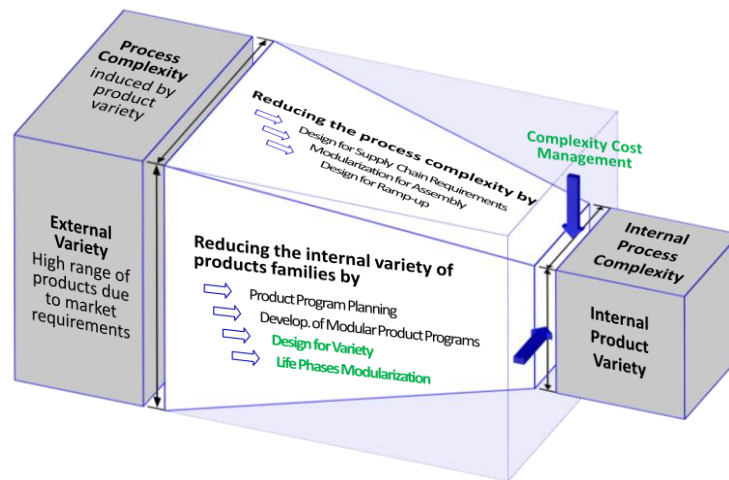 Process
Complexity
induced by
product
variety
External
Variety
High range of
products due
to market
requirements
Reducing the process complexity by
Design for Supply Chain Requirements
Modularization for Assembly
Design for Ramp-up
Reducing the internal variety of
products families by
Product Program Planning
Develop. of Modular Product Programs
Design for Variety
Life Phases Modularization
Complexity Cost
Management
Internal
Process
Complexity
Internal
Product
Variety